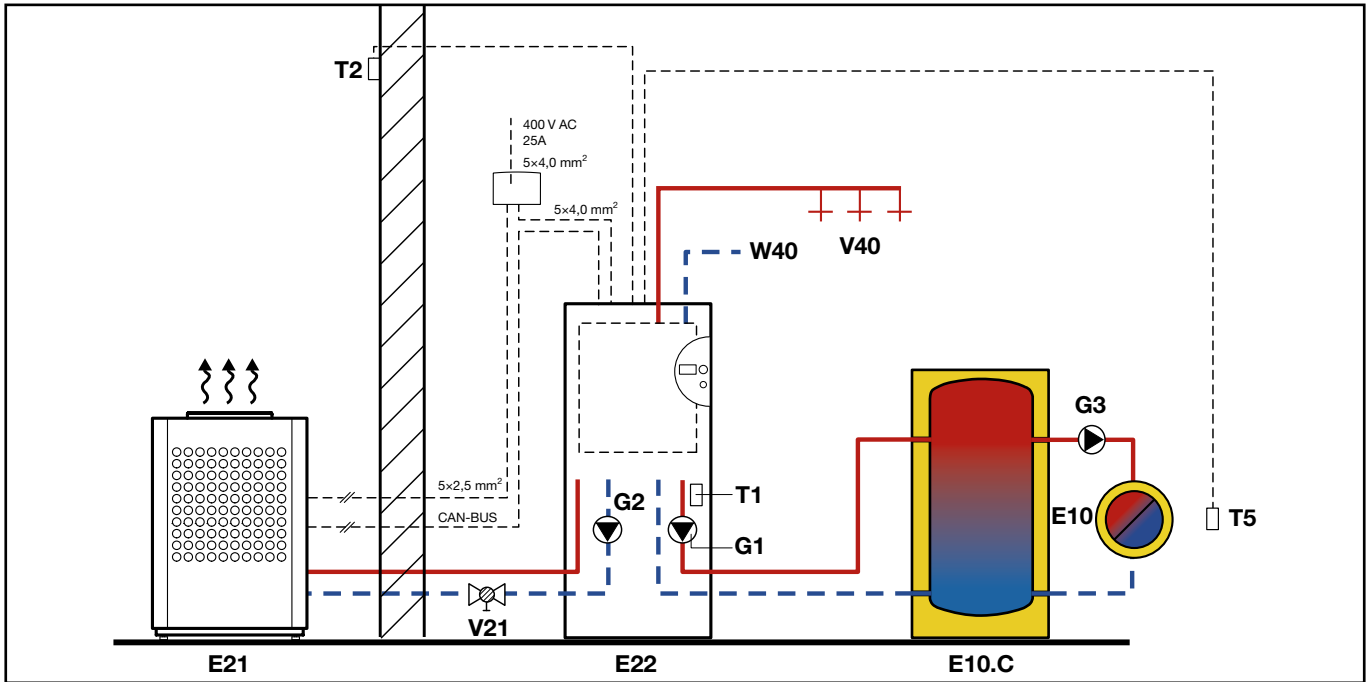 T2
400 V AC
25A
5×4,0 mm²
5×4,0 mm²
W40
V40
G3
5×2,5 mm²
CAN-BUS
G2
T1
G1
E10
T5
V21
E21
E22
E10.C